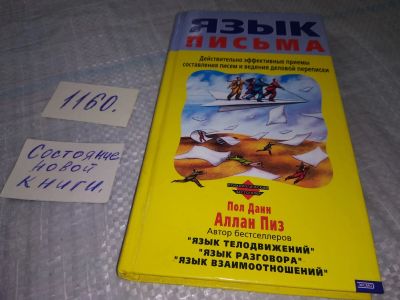 1160.
Состояние
новой
книги.
ЯЗЫК
ПИСЬМА
Действительно эффективные приемы
составления писем и ведения деловой переписки
Пол Данн
Аллан Пиз
Автор бестселлеров
"ЯЗЫК ТЕЛОДВИЖЕНИЙ"
"ЯЗЫК РАЗГОВОРА"
"ЯЗЫК ВЗАИМООТНОШЕНИЙ"